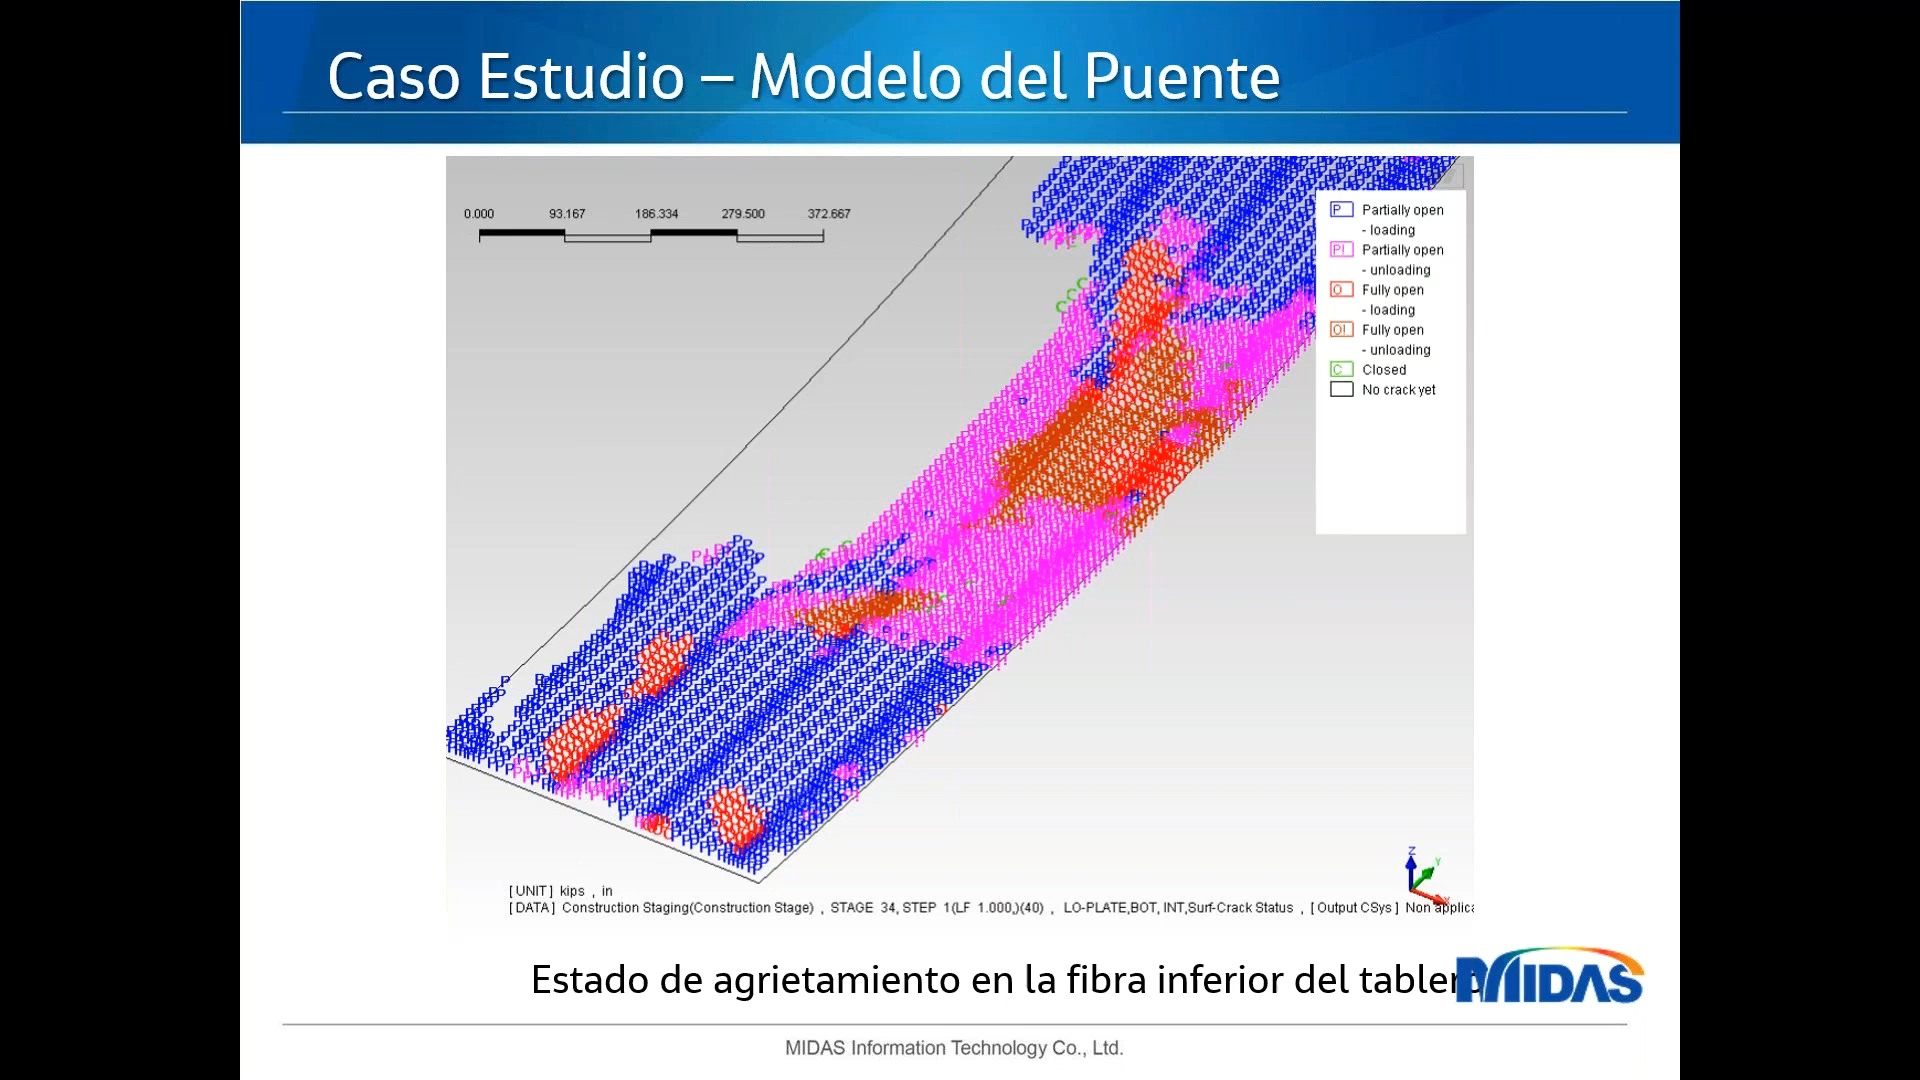 Caso Estudio – Modelo del Puente
0.000 93.167 186.334 279.500 372.667
P Partially open
- loading
P! Partially open
- unloading
O Fully open
- loading
O! Fully open
- unloading
C Closed
No crack yet
Z
Y
[UNIT] kips , in
[DATA] Construction Staging(Construction Stage) , STAGE 34, STEP 1(LF 1.000,)(40) , LO-PLATE,BOT, INT,Surf-Crack Status , [ Output CSys ] Non applica
Estado de agrietamiento en la fibra inferior del tablero
MIDAS
MIDAS Information Technology Co., Ltd.